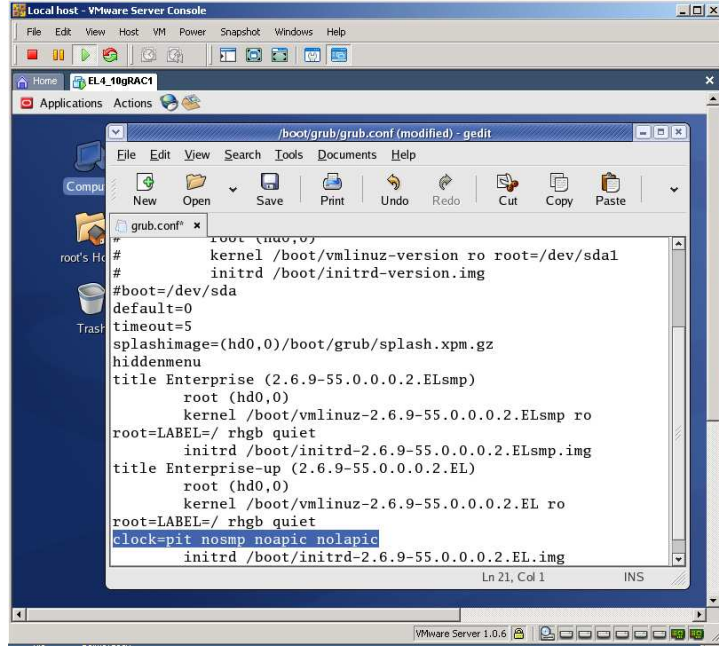 Local host - VMware Server Console
File Edit View Host VM Power Snapshot Windows Help
Home EL4_10gRAC1
Applications Actions
/boot/grub/grub.conf (modified) - gedit
File Edit View Search Tools Documents Help
New Open Save Print Undo Redo Cut Copy Paste
grub.conf*
# root (hd0,0)
# kernel /boot/vmlinuz-version ro root=/dev/sda1
# initrd /boot/initrd-version.img
#boot=/dev/sda
default=0
timeout=5
splashimage=(hd0,0)/boot/grub/splash.xpm.gz
hiddenmenu
title Enterprise (2.6.9-55.0.0.0.2.ELsmp)
root (hd0,0)
kernel /boot/vmlinuz-2.6.9-55.0.0.0.2.ELsmp ro
root=LABEL=/ rhgb quiet
initrd /boot/initrd-2.6.9-55.0.0.0.2.ELsmp.img
title Enterprise-up (2.6.9-55.0.0.0.2.EL)
root (hd0,0)
kernel /boot/vmlinuz-2.6.9-55.0.0.0.2.EL ro
root=LABEL=/ rhgb quiet
clock=pit nosmp noapic nolapic
initrd /boot/initrd-2.6.9-55.0.0.0.2.EL.img
Ln 21, Col 1 INS
Compu
root's Ho
Trash
VMware Server 1.0.6